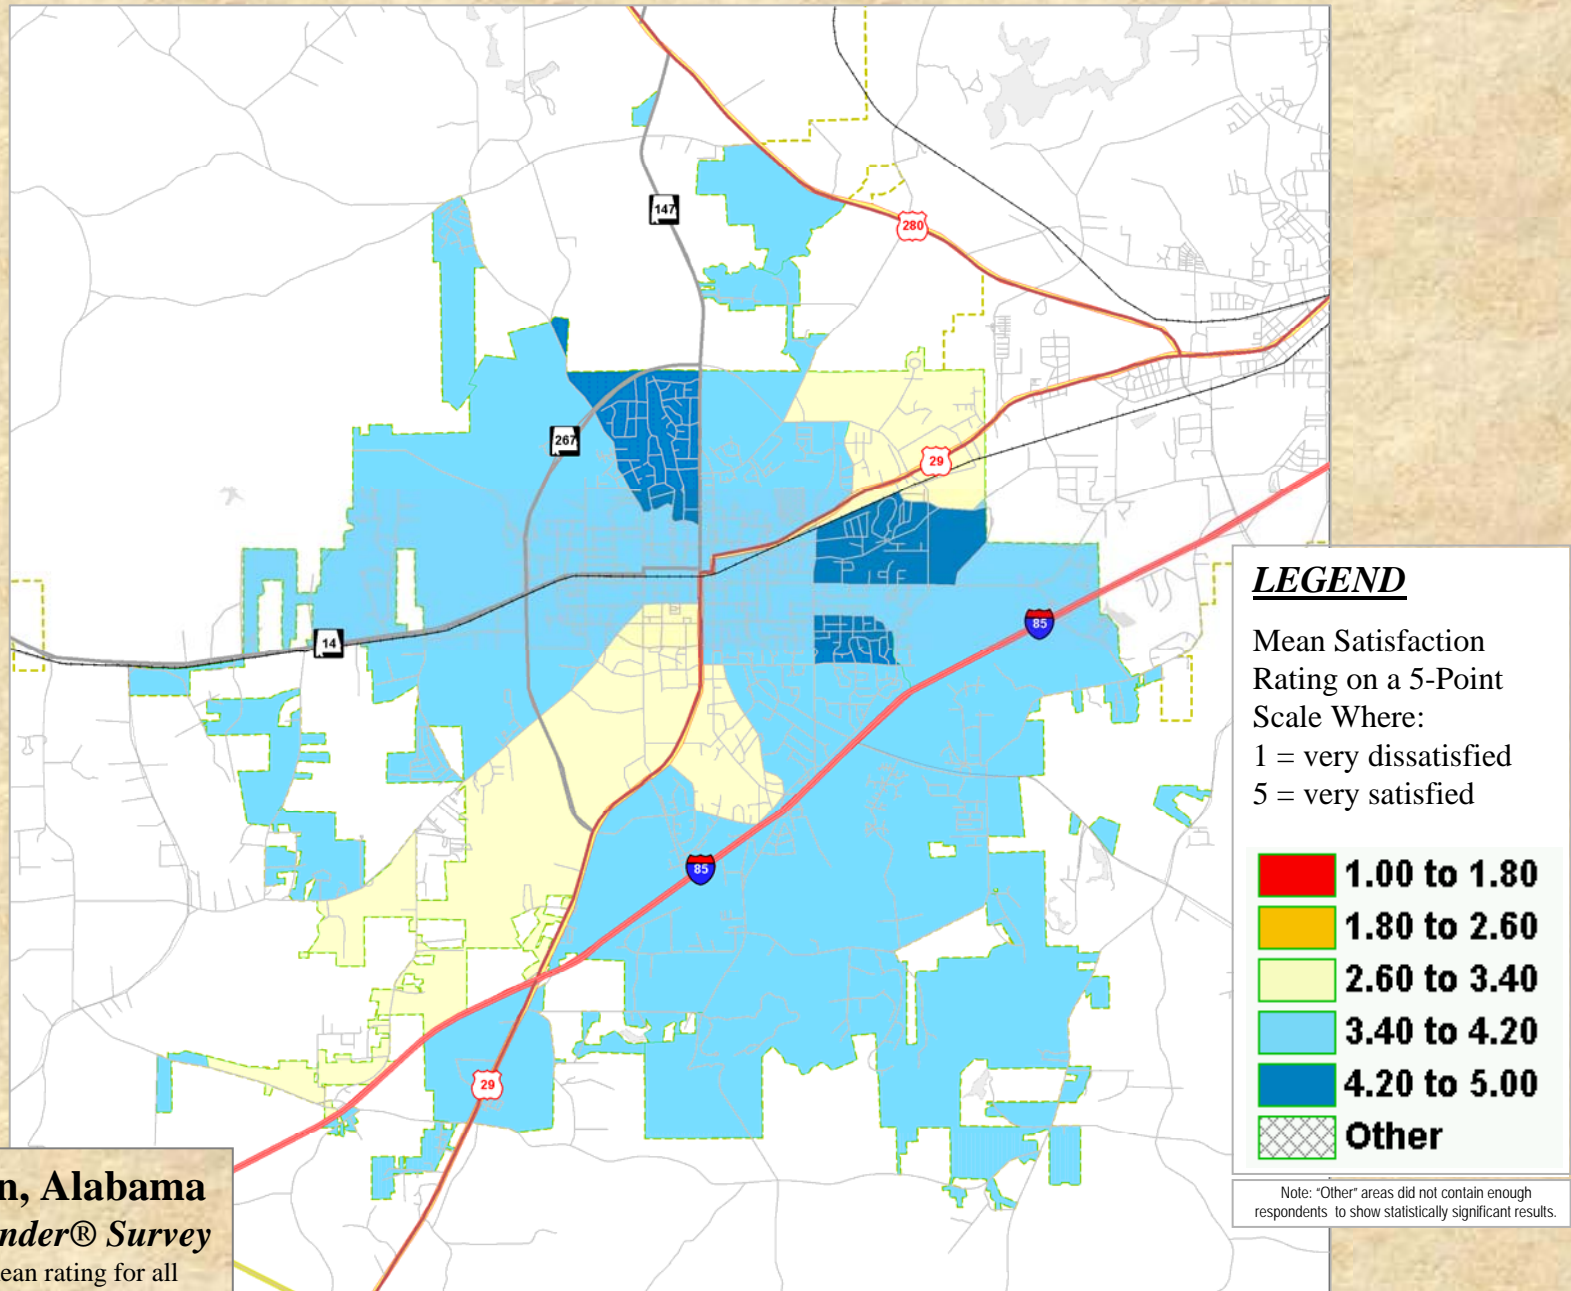 147
280
267
29
14
85
85
29
LEGEND
Mean Satisfaction
Rating on a 5-Point
Scale Where:
1 = very dissatisfied
5 = very satisfied
1.00 to 1.80
1.80 to 2.60
2.60 to 3.40
3.40 to 4.20
4.20 to 5.00
Other
Note: “Other” areas did not contain enough
respondents to show statistically significant results.
n, Alabama
nder® Survey
ean rating for all